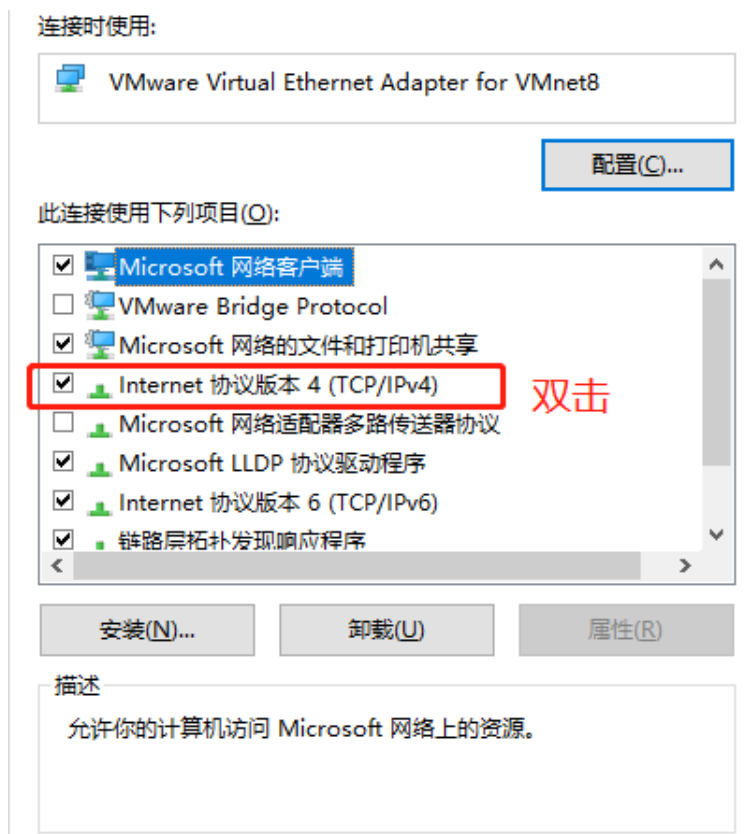 连接时使用:
VMware Virtual Ethernet Adapter for VMnet8
配置(C)...
此连接使用下列项目(O):
Microsoft 网络客户端
VMware Bridge Protocol
Microsoft 网络的文件和打印机共享
Internet 协议版本 4 (TCP/IPv4)
双击
Microsoft 网络适配器多路传送器协议
Microsoft LLDP 协议驱动程序
Internet 协议版本 6 (TCP/IPv6)
链路层拓扑发现响应程序
安装(N)...
卸载(U)
属性(R)
描述
允许你的计算机访问 Microsoft 网络上的资源。